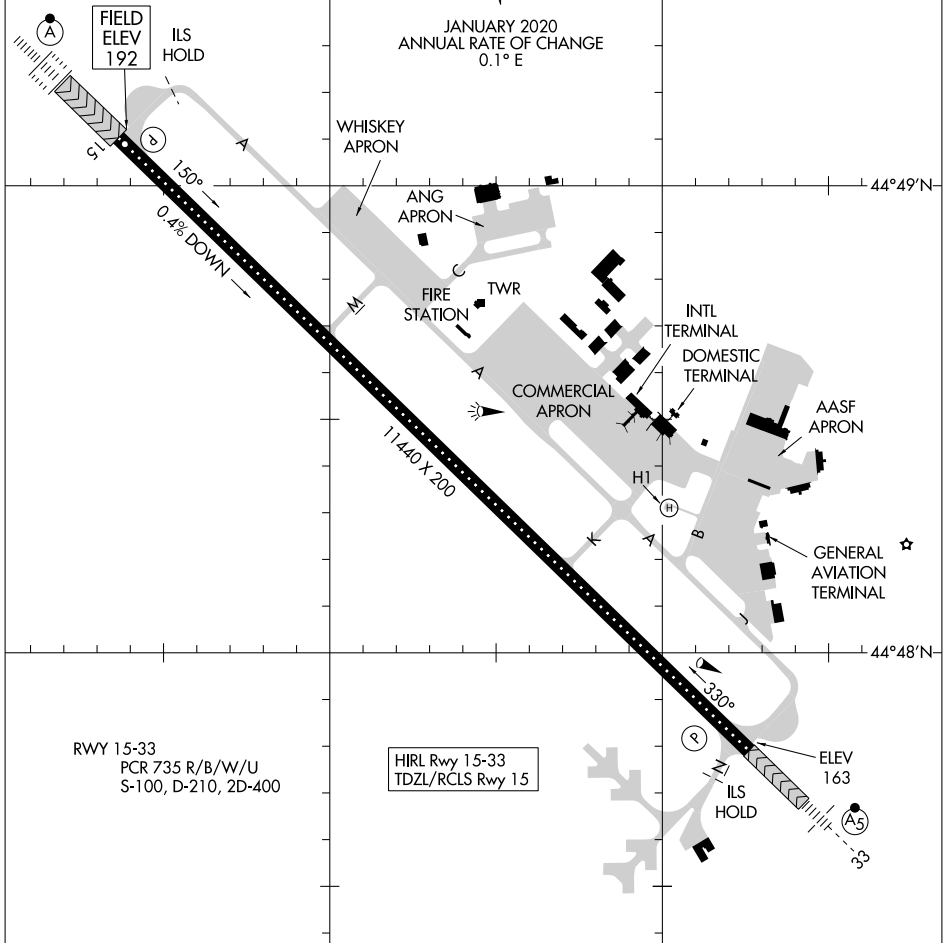 JANUARY 2020
ANNUAL RATE OF CHANGE
0.1° E
A
FIELD
ELEV
192
ILS
HOLD
15
P
A
WHISKEY
APRON
150°
0.4% DOWN
44°49'N
ANG
APRON
C
M
FIRE
STATION
TWR
INTL
TERMINAL
DOMESTIC
TERMINAL
A
COMMERCIAL
APRON
AASF
APRON
11440 X 200
H1
H
K
A
B
GENERAL
AVIATION
TERMINAL
J
44°48'N
330°
P
RWY 15-33
PCR 735 R/B/W/U
S-100, D-210, 2D-400
HIRL Rwy 15-33
TDZL/RCLS Rwy 15
N
ILS
HOLD
ELEV
163
A5
33